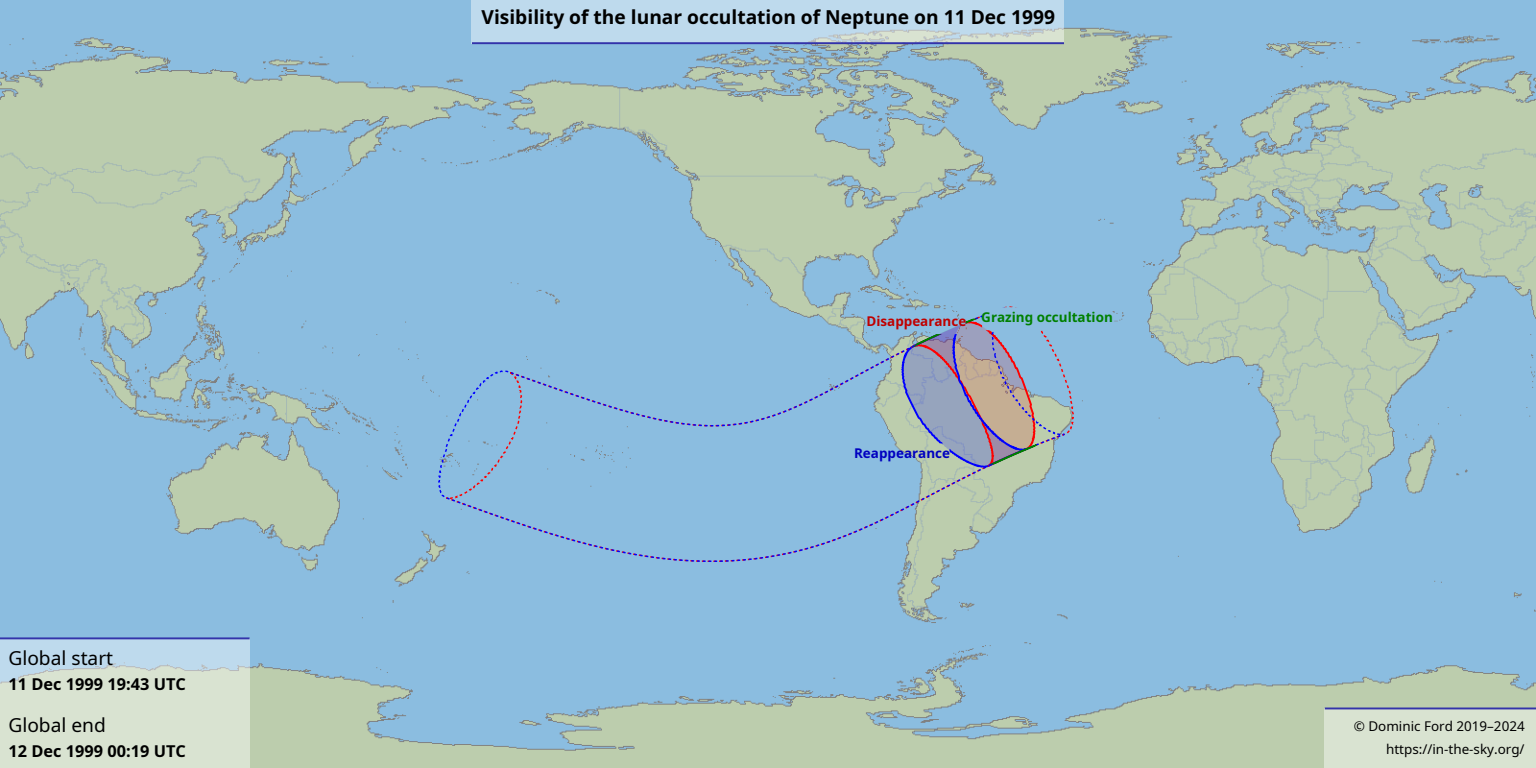 Visibility of the lunar occultation of Neptune on 11 Dec 1999
Disappearance
Grazing occultation
Reappearance
Global start
11 Dec 1999 19:43 UTC
Global end
12 Dec 1999 00:19 UTC
© Dominic Ford 2019–2024
https://in-the-sky.org/